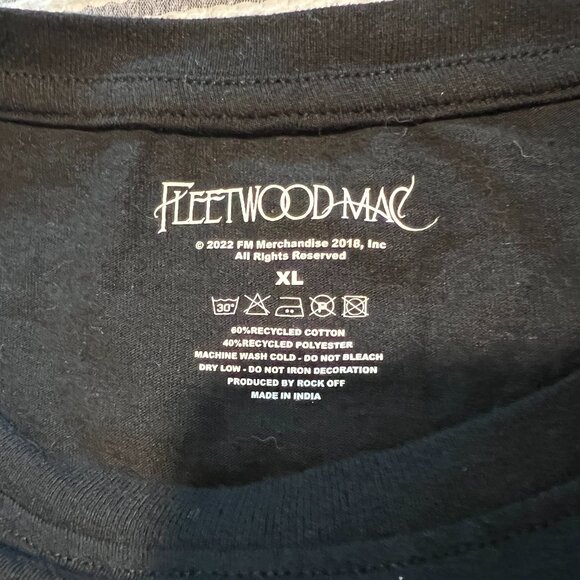 FLEETWOOD MAC
© 2022 FM Merchandise 2018, Inc
All Rights Reserved
XL
30°
60%RECYCLED COTTON
40%RECYCLED POLYESTER
MACHINE WASH COLD - DO NOT BLEACH
DRY LOW - DO NOT IRON DECORATION
PRODUCED BY ROCK OFF
MADE IN INDIA